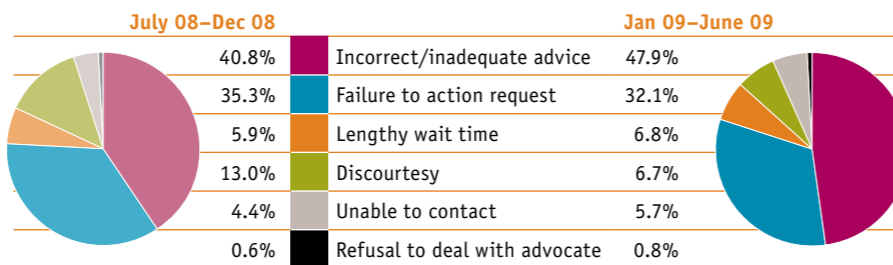 July 08–Dec 08 Jan 09–June 09
40.8% Incorrect/inadequate advice 47.9%
35.3% Failure to action request 32.1%
5.9% Lengthy wait time 6.8%
13.0% Discourtesy 6.7%
4.4% Unable to contact 5.7%
0.6% Refusal to deal with advocate 0.8%